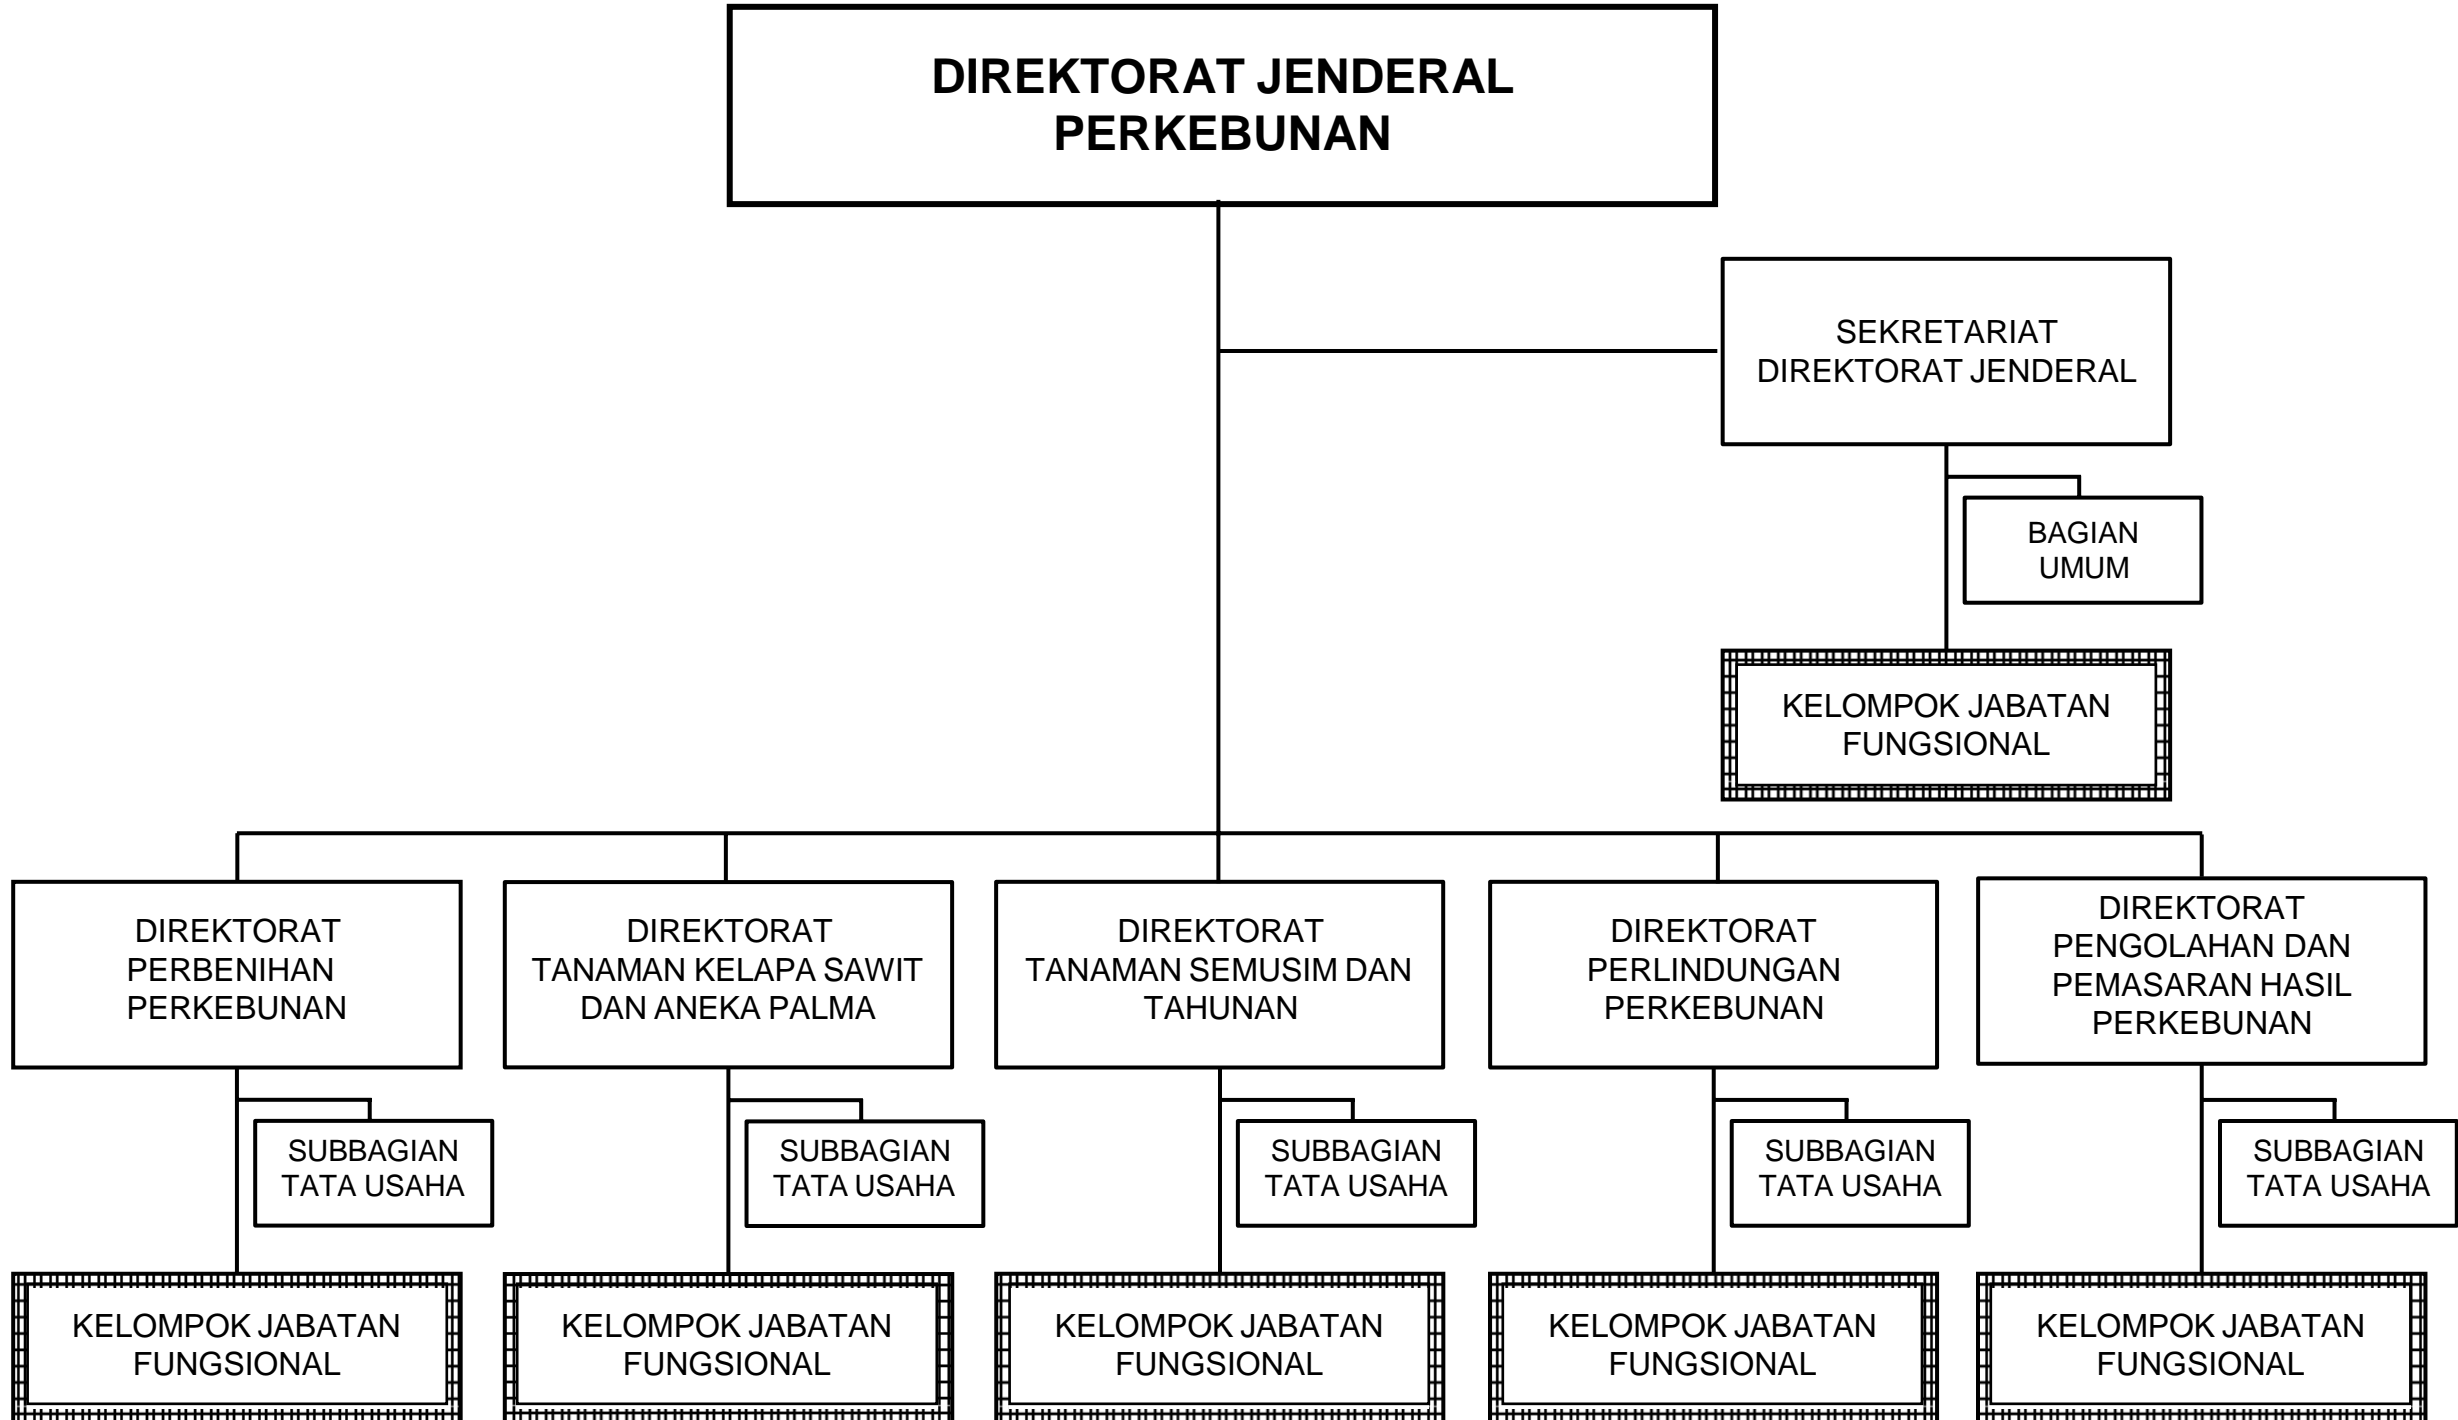 DIREKTORAT JENDERAL
PERKEBUNAN
SEKRETARIAT
DIREKTORAT JENDERAL
BAGIAN
UMUM
KELOMPOK JABATAN
FUNGSIONAL
DIREKTORAT
PERBENIHAN
PERKEBUNAN
DIREKTORAT
TANAMAN KELAPA SAWIT
DAN ANEKA PALMA
DIREKTORAT
TANAMAN SEMUSIM DAN
TAHUNAN
DIREKTORAT
PERLINDUNGAN
PERKEBUNAN
DIREKTORAT
PENGOLAHAN DAN
PEMASARAN HASIL
PERKEBUNAN
SUBBAGIAN
TATA USAHA
SUBBAGIAN
TATA USAHA
SUBBAGIAN
TATA USAHA
SUBBAGIAN
TATA USAHA
SUBBAGIAN
TATA USAHA
KELOMPOK JABATAN
FUNGSIONAL
KELOMPOK JABATAN
FUNGSIONAL
KELOMPOK JABATAN
FUNGSIONAL
KELOMPOK JABATAN
FUNGSIONAL
KELOMPOK JABATAN
FUNGSIONAL